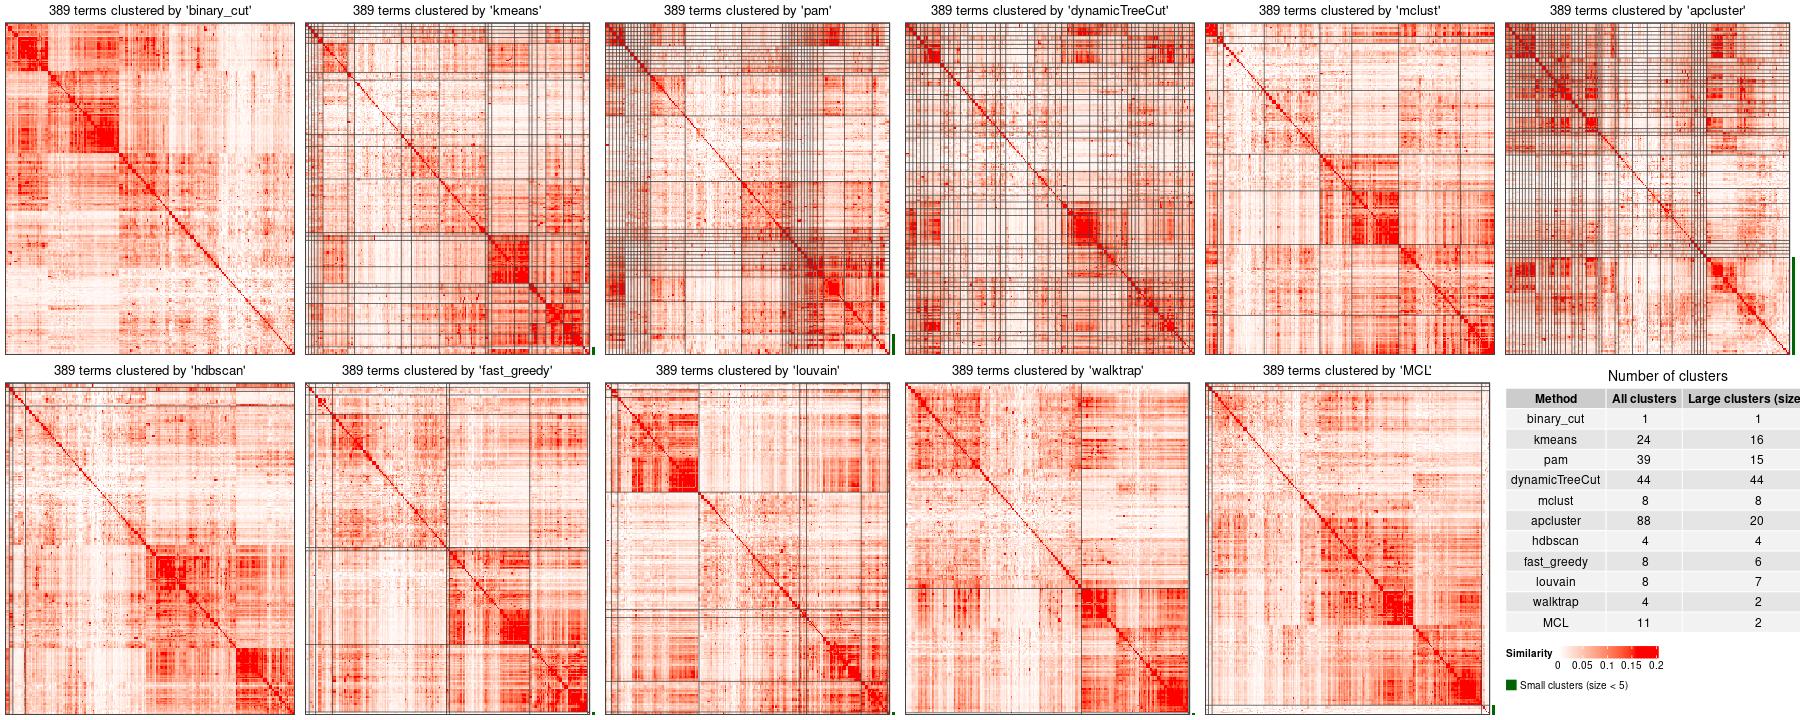 389 terms clustered by 'binary_cut'
389 terms clustered by 'kmeans'
389 terms clustered by 'pam'
389 terms clustered by 'dynamicTreeCut'
389 terms clustered by 'mclust'
389 terms clustered by 'apcluster'
389 terms clustered by 'hdbscan'
389 terms clustered by 'fast_greedy'
389 terms clustered by 'louvain'
389 terms clustered by 'walktrap'
389 terms clustered by 'MCL'
Number of clusters
Method All clusters Large clusters (size
binary_cut 1 1
kmeans 24 16
pam 39 15
dynamicTreeCut 44 44
mclust 8 8
apcluster 88 20
hdbscan 4 4
fast_greedy 8 6
louvain 8 7
walktrap 4 2
MCL 11 2
Similarity
0 0.05 0.1 0.15 0.2
Small clusters (size < 5)